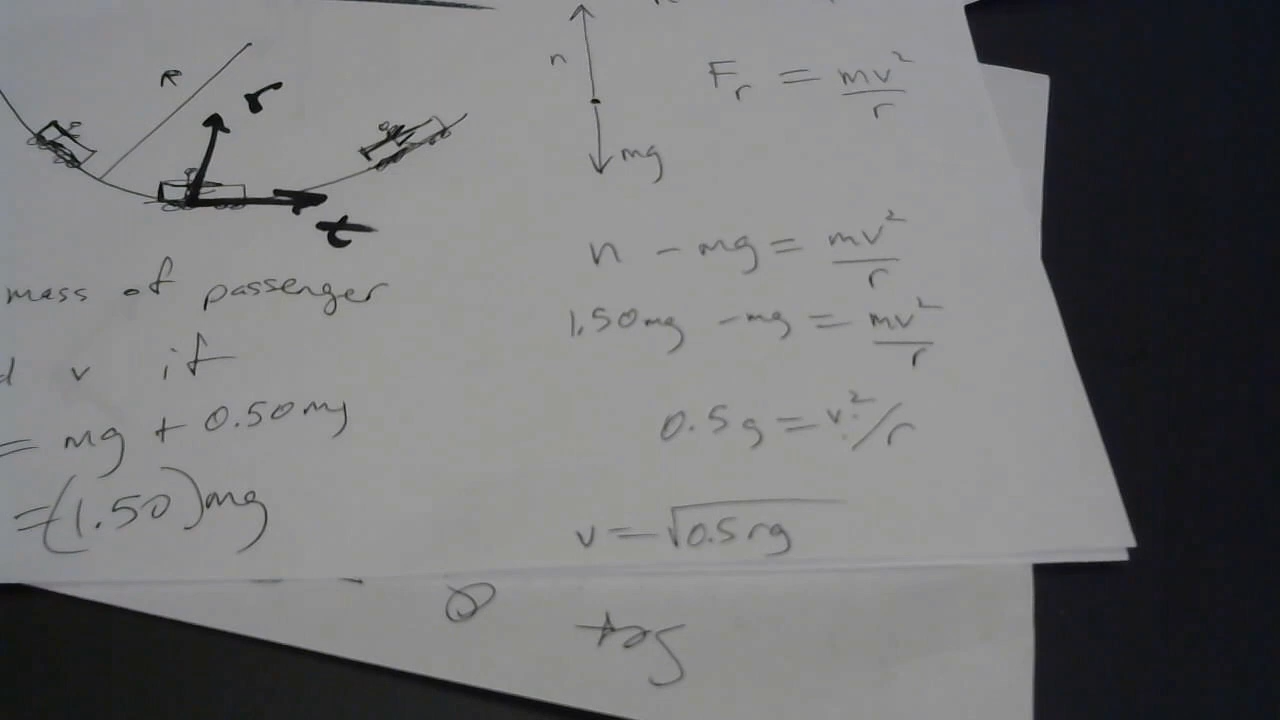 R
r
t
mass of passenger
v if
= mg + 0.50mg
= (1.50)mg
n
mg
F_r = mv²/r
n - mg = mv²/r
1.50mg - mg = mv²/r
0.5g = v²/r
v = √0.5rg